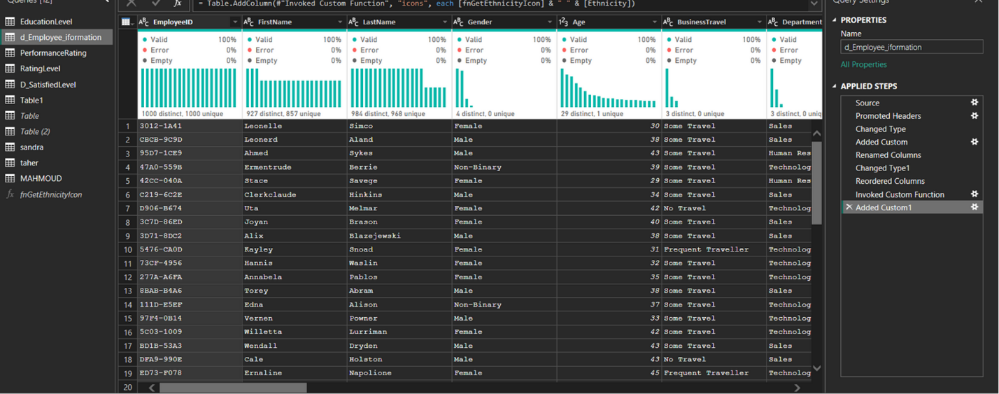 Queries [12]
EducationLevel
d_Employee_iformation
PerformanceRating
RatingLevel
D_SatisfiedLevel
Table1
Table
Table (2)
sandra
taher
MAHMOUD
fx fnGetEthnicityIcon
fx = Table.AddColumn(#"Invoked Custom Function", "icons", each [fnGetEthnicityIcon] & " " & [Ethnicity])
ABC EmployeeID ABC FirstName ABC LastName ABC Gender 123 Age ABC BusinessTravel ABC Department
Valid 100% Valid 100% Valid 100% Valid 100% Valid 100% Valid 100% Valid
Error 0% Error 0% Error 0% Error 0% Error 0% Error 0% Error
Empty 0% Empty 0% Empty 0% Empty 0% Empty 0% Empty 0% Empty
1000 distinct, 1000 unique 927 distinct, 857 unique 984 distinct, 968 unique 4 distinct, 0 unique 29 distinct, 1 unique 3 distinct, 0 unique 3 distinct, 0 uniq
1 3012-1A41 Leonelle Simco Female 30 Some Travel Sales
2 CBCB-9C9D Leonerd Aland Male 38 Some Travel Sales
3 95D7-1CE9 Ahmed Sykes Male 43 Some Travel Human Res
4 47A0-559B Ermentrude Berrie Non-Binary 39 Some Travel Technolog
5 42CC-040A Stace Savege Female 29 Some Travel Human Res
6 C219-6C2E Clerkclaude Hinkins Male 34 Some Travel Sales
7 D906-B674 Uta Melmar Female 42 No Travel Technolog
8 3C7D-86ED Joyan Brason Female 40 Some Travel Sales
9 3D71-8DC2 Alix Blazejewski Male 38 Some Travel Sales
10 5476-CA0D Kayley Snoad Female 31 Frequent Traveller Technolog
11 73CF-4956 Hannis Waslin Female 32 Some Travel Technolog
12 277A-A6FA Annabela Pablos Female 35 Some Travel Technolog
13 8BAB-B4A6 Torey Abram Male 38 Some Travel Sales
14 111D-E5EF Edna Alison Non-Binary 37 Some Travel Technolog
15 97F4-0B14 Vernen Powner Male 33 Some Travel Technolog
16 5C03-1009 Willetta Lurriman Female 42 Some Travel Technolog
17 BD1B-53A3 Wendall Dryden Male 43 Some Travel Sales
18 DFA9-990E Cale Holston Male 43 No Travel Sales
19 ED73-F078 Ernaline Napolione Female 45 Frequent Traveller Technolog
20
Query Settings
PROPERTIES
Name
d_Employee_iformation
All Properties
APPLIED STEPS
Source
Promoted Headers
Changed Type
Added Custom
Renamed Columns
Changed Type1
Reordered Columns
Invoked Custom Function
Added Custom1